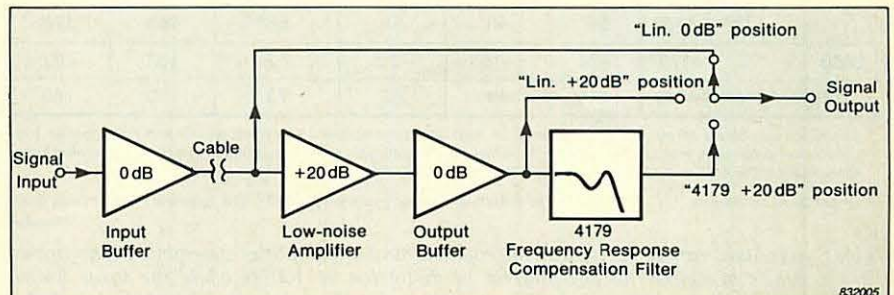 "Lin. 0 dB" position
"Lin. +20 dB" position
Signal
Output
Signal
Input
Cable
0 dB
+20 dB
0 dB
"4179 +20 dB" position
Input
Buffer
Low-noise
Amplifier
Output
Buffer
4179
Frequency Response
Compensation Filter
832005